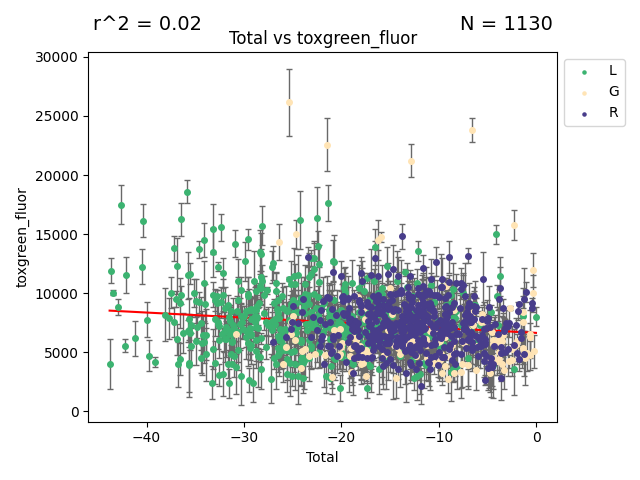 r^2 = 0.02
N = 1130
Total vs toxgreen_fluor
30000
25000
20000
15000
10000
5000
0
toxgreen_fluor
−40
−30
−20
−10
0
Total
L
G
R